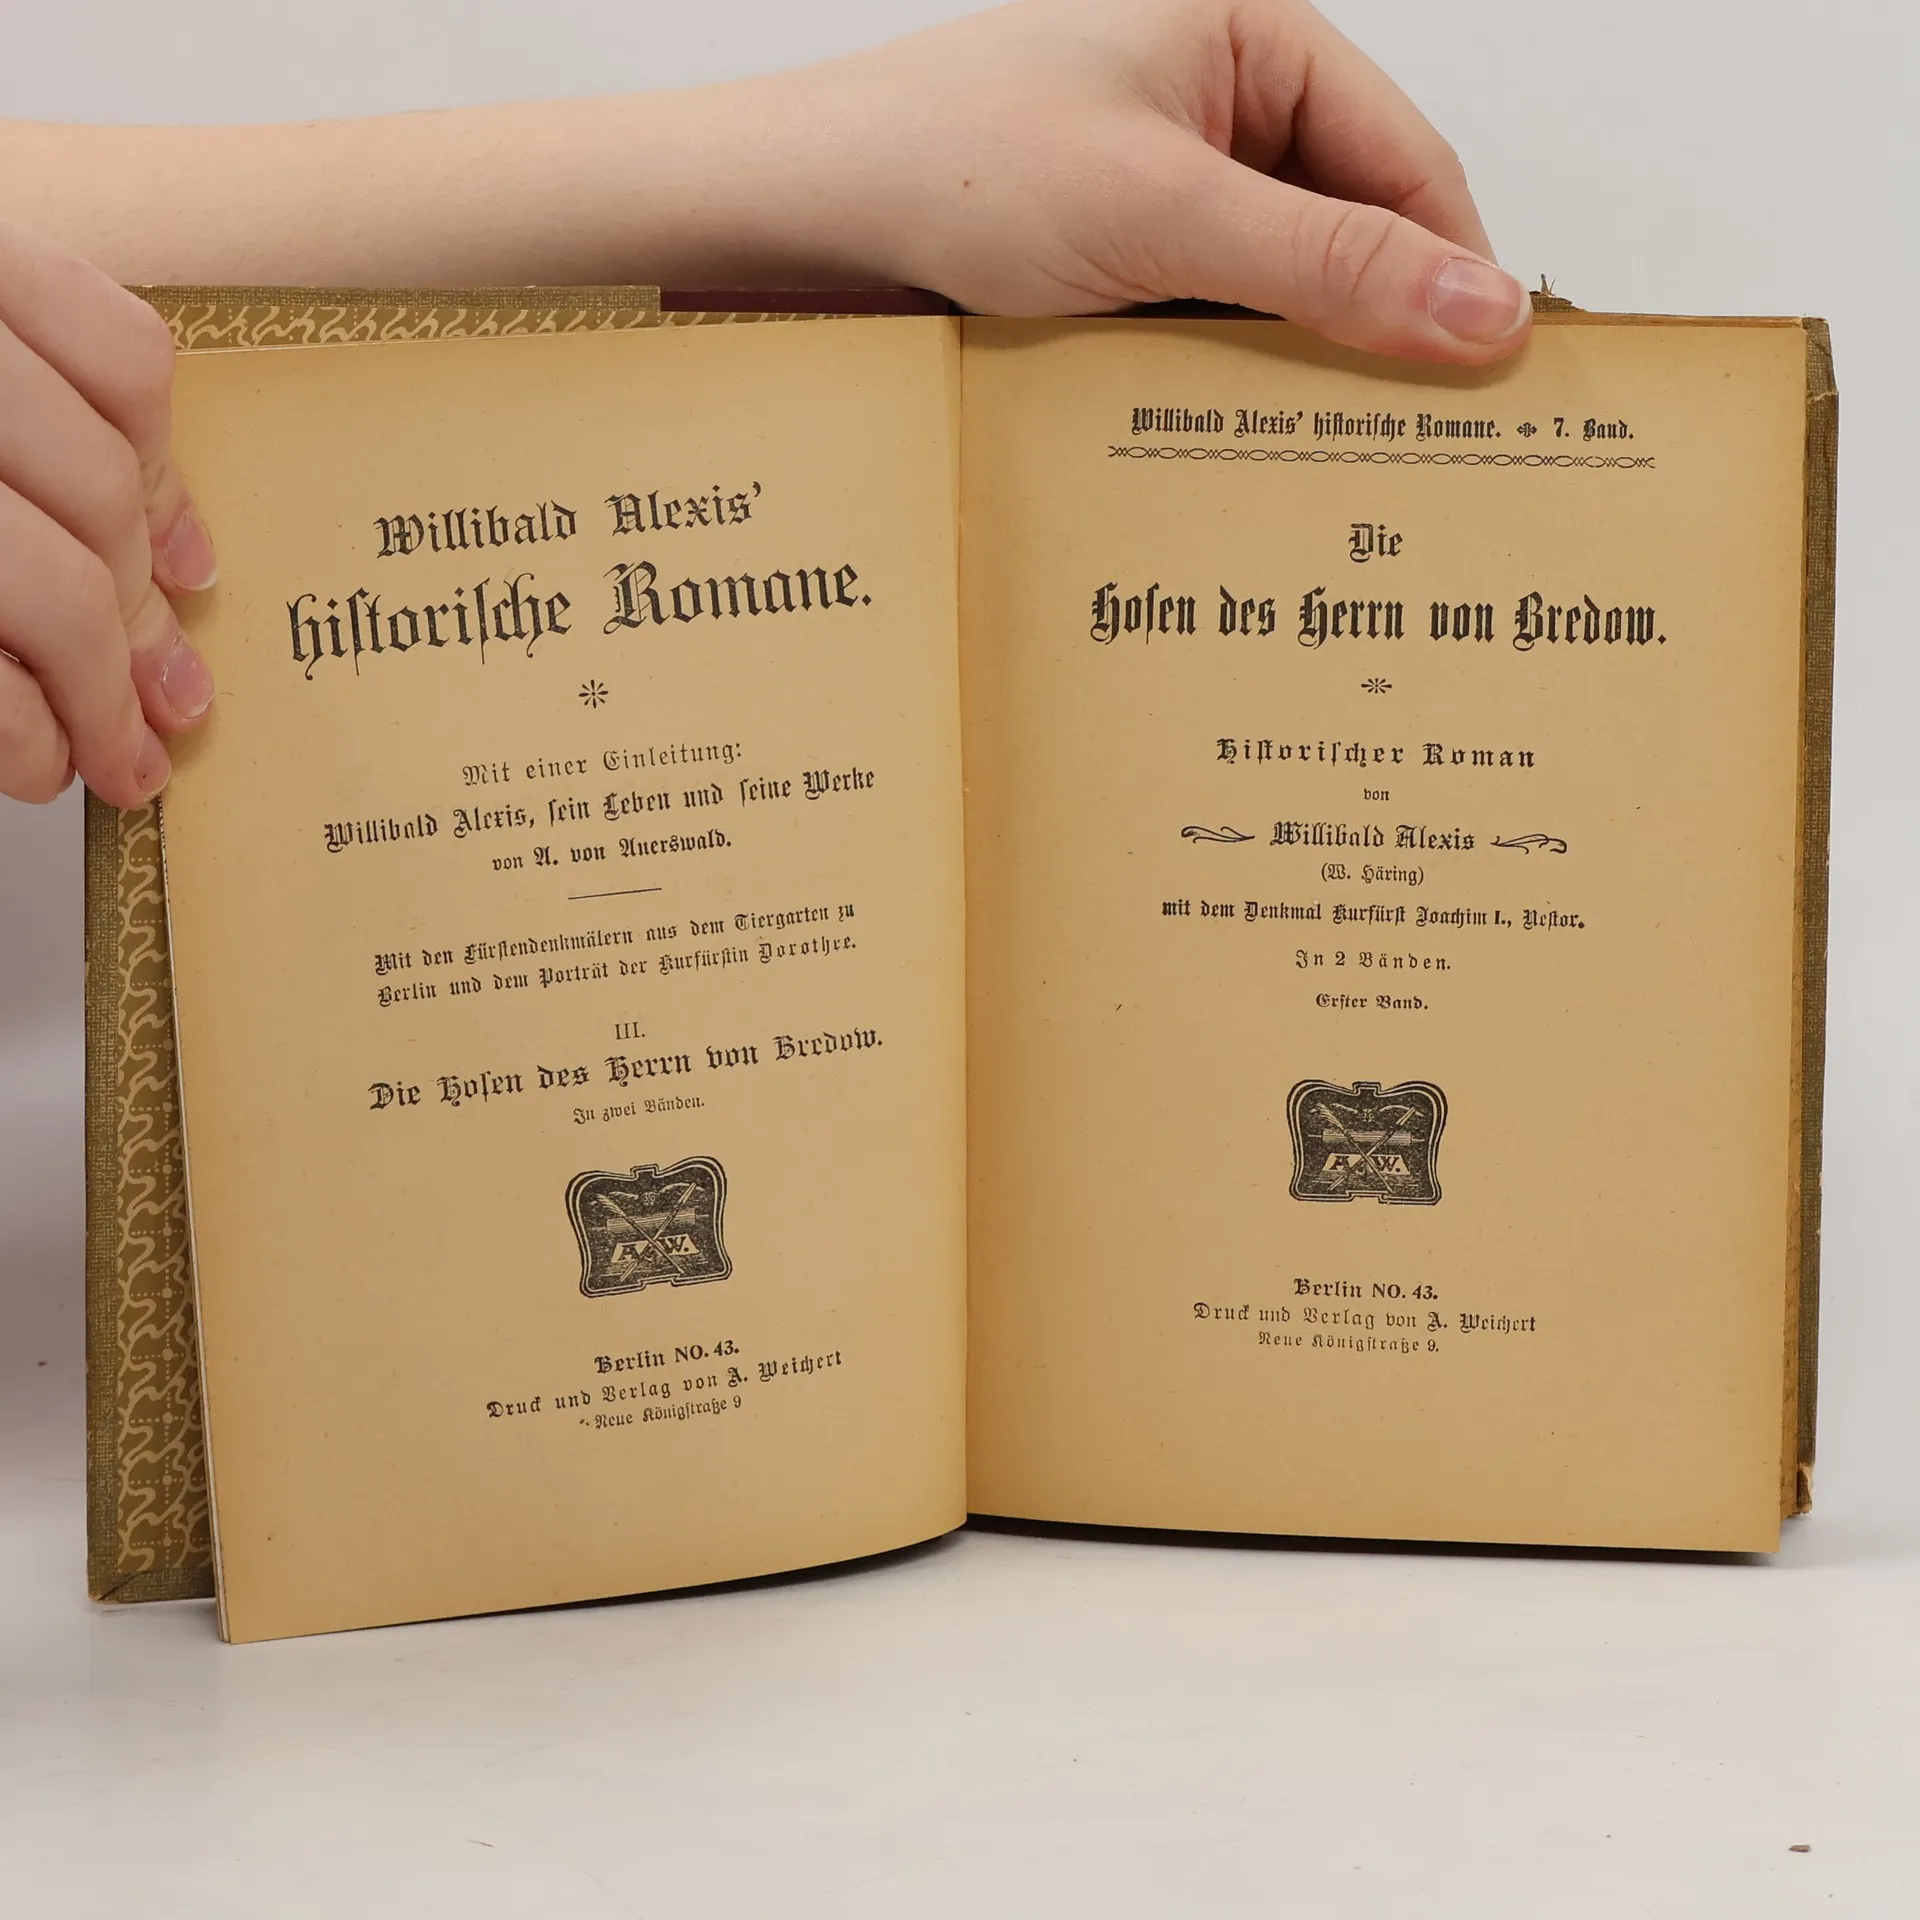 Willibald Alexis'
hiſtoriſche Romane.
Mit einer Einleitung:
Willibald Alexis, ſein Leben und ſeine Werke
von A. von Auerswald.
Mit den Fürſtendenkmälern aus dem Tiergarten zu
Berlin und dem Porträt der Kurfürſtin Dorothee.
III.
Die Hoſen des Herrn von Bredow.
In zwei Bänden.
A. W.
Berlin NO. 43.
Druck und Verlag von A. Weichert
Neue Königſtraße 9
Willibald Alexis' hiſtoriſche Romane. 7. Band.
Die
Hoſen des Herrn von Bredow.
Hiſtoriſcher Roman
von
Willibald Alexis
(W. Häring)
mit dem Denkmal Kurfürſt Joachim I., Neſtor.
In 2 Bänden.
Erſter Band.
A. W.
Berlin NO. 43.
Druck und Verlag von A. Weichert
Neue Königſtraße 9.